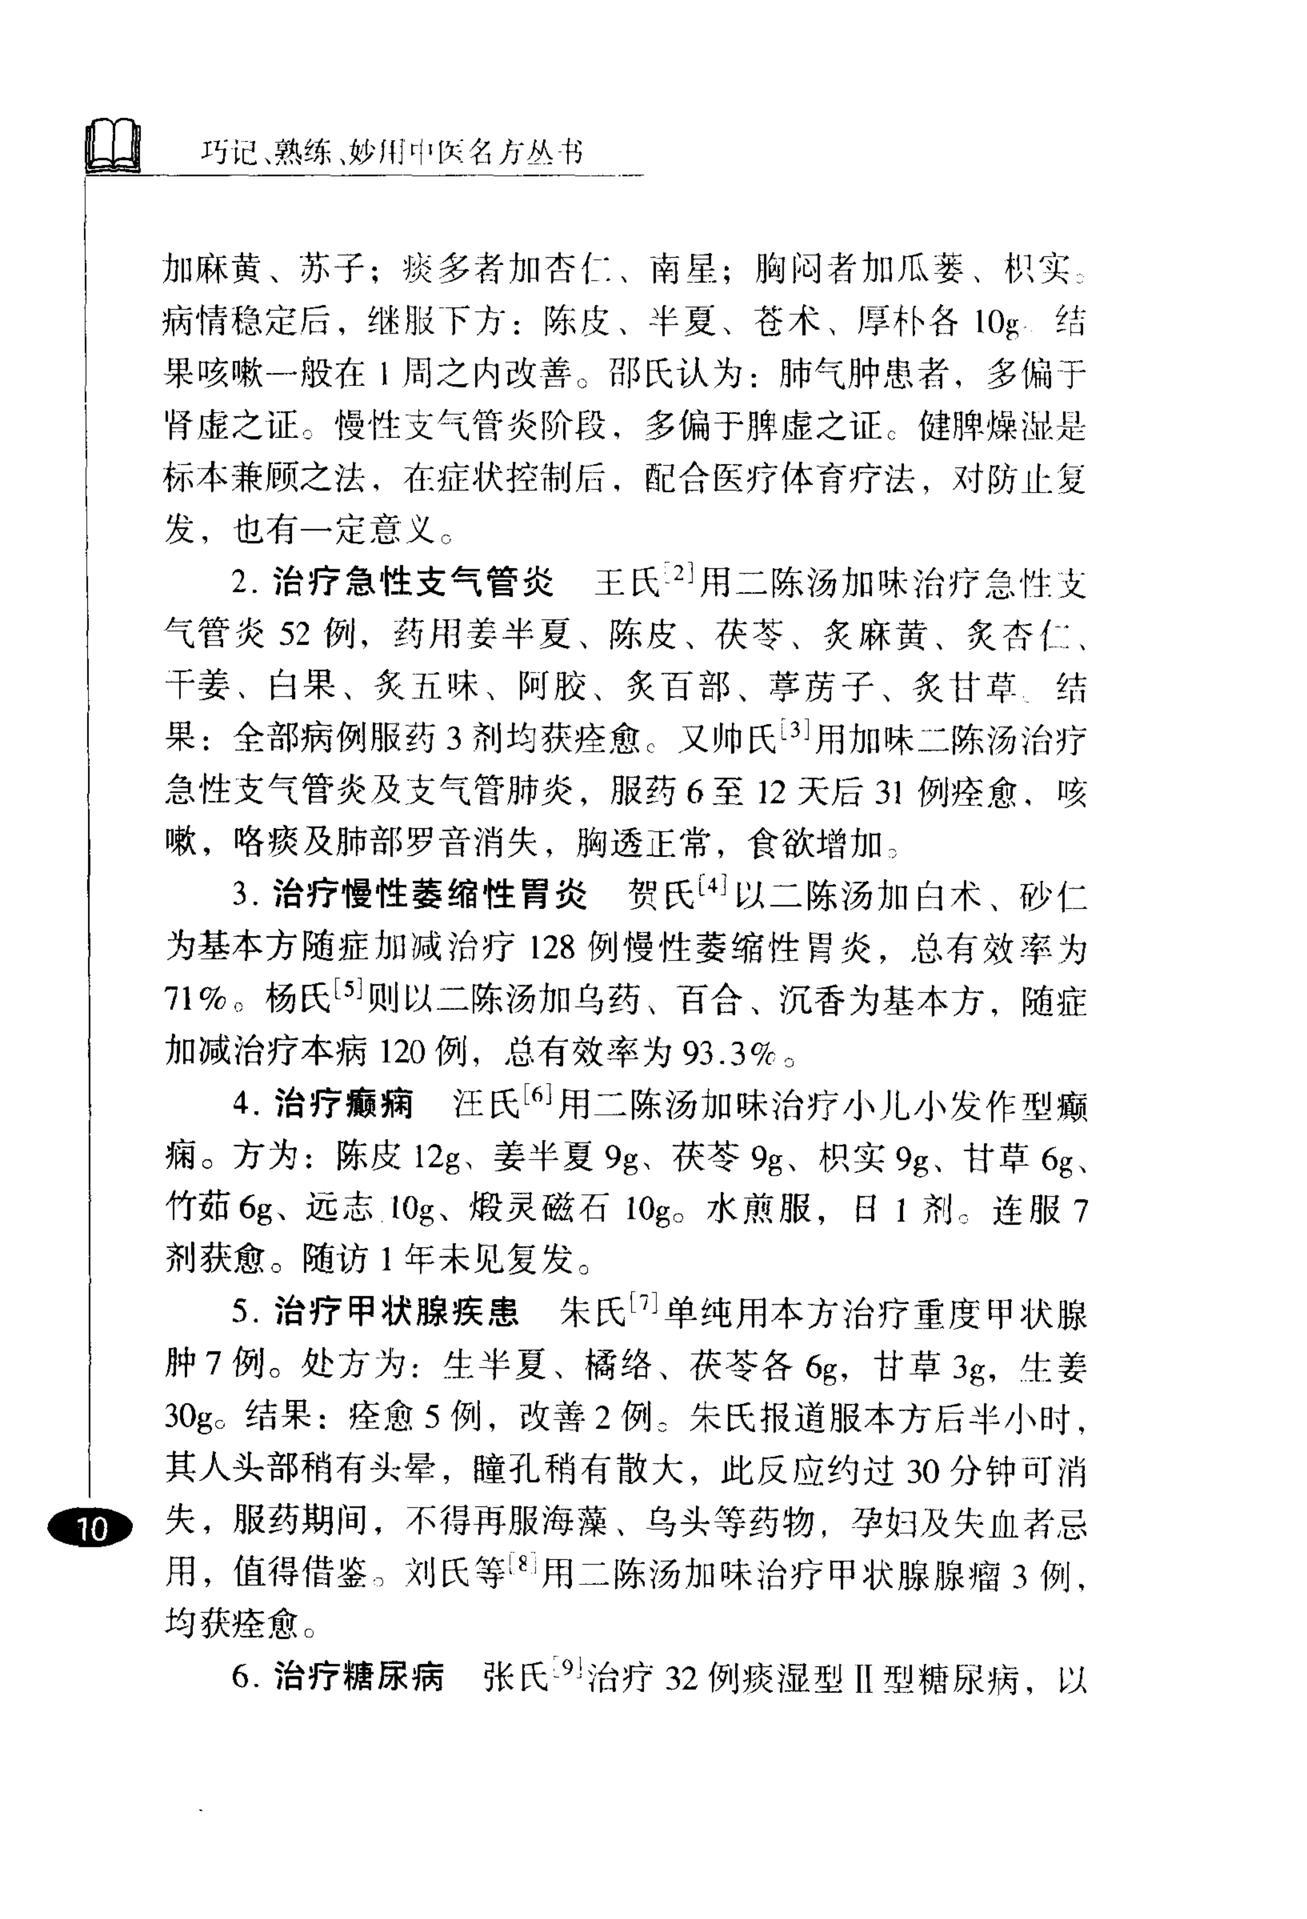 巧记、熟练、妙用中医名方丛书
加麻黄、苏子；痰多者加杏仁、南星；胸闷者加瓜蒌、枳实。
病情稳定后，继服下方：陈皮、半夏、苍术、厚朴各 10g。结
果咳嗽一般在 1 周之内改善。邵氏认为：肺气肿患者，多偏于
肾虚之证。慢性支气管炎阶段，多偏于脾虚之证。健脾燥湿是
标本兼顾之法，在症状控制后，配合医疗体育疗法，对防止复
发，也有一定意义。
2. 治疗急性支气管炎　王氏[2]用二陈汤加味治疗急性支
气管炎 52 例，药用姜半夏、陈皮、茯苓、炙麻黄、炙杏仁、
干姜、白果、炙五味、阿胶、炙百部、葶苈子、炙甘草。结
果：全部病例服药 3 剂均获痊愈。又帅氏[3]用加味二陈汤治疗
急性支气管炎及支气管肺炎，服药 6 至 12 天后 31 例痊愈，咳
嗽，咯痰及肺部罗音消失，胸透正常，食欲增加。
3. 治疗慢性萎缩性胃炎　贺氏[4]以二陈汤加白术、砂仁
为基本方随症加减治疗 128 例慢性萎缩性胃炎，总有效率为
71%。杨氏[5]则以二陈汤加乌药、百合、沉香为基本方，随症
加减治疗本病 120 例，总有效率为 93.3%。
4. 治疗癫痫　汪氏[6]用二陈汤加味治疗小儿小发作型癫
痫。方为：陈皮 12g、姜半夏 9g、茯苓 9g、枳实 9g、甘草 6g、
竹茹 6g、远志 10g、煅灵磁石 10g。水煎服，日 1 剂。连服 7
剂获愈。随访 1 年未见复发。
5. 治疗甲状腺疾患　朱氏[7]单纯用本方治疗重度甲状腺
肿 7 例。处方为：生半夏、橘络、茯苓各 6g，甘草 3g，生姜
30g。结果：痊愈 5 例，改善 2 例。朱氏报道服本方后半小时，
其人头部稍有头晕，瞳孔稍有散大，此反应约过 30 分钟可消
失，服药期间，不得再服海藻、乌头等药物，孕妇及失血者忌
用，值得借鉴。刘氏等[8]用二陈汤加味治疗甲状腺腺瘤 3 例，
均获痊愈。
6. 治疗糖尿病　张氏[9]治疗 32 例痰湿型Ⅱ型糖尿病，以
10